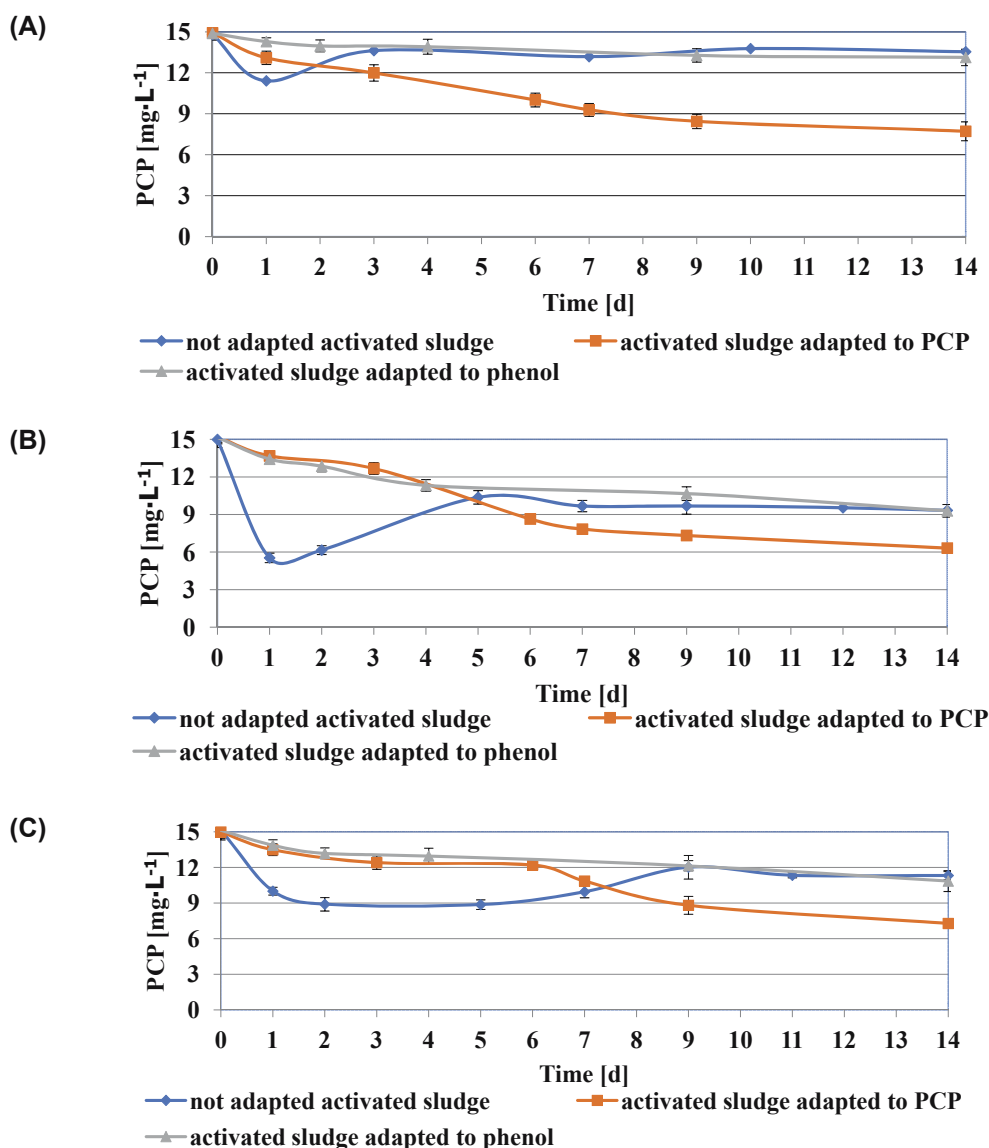 (A)
PCP [mg·L⁻¹]
15
12
9
6
3
0
0 1 2 3 4 5 6 7 8 9 10 11 12 13 14
Time [d]
not adapted activated sludge activated sludge adapted to PCP
activated sludge adapted to phenol
(B)
PCP [mg·L⁻¹]
15
12
9
6
3
0
0 1 2 3 4 5 6 7 8 9 10 11 12 13 14
Time [d]
not adapted activated sludge activated sludge adapted to PCP
activated sludge adapted to phenol
(C)
PCP [mg·L⁻¹]
15
12
9
6
3
0
0 1 2 3 4 5 6 7 8 9 10 11 12 13 14
Time [d]
not adapted activated sludge activated sludge adapted to PCP
activated sludge adapted to phenol